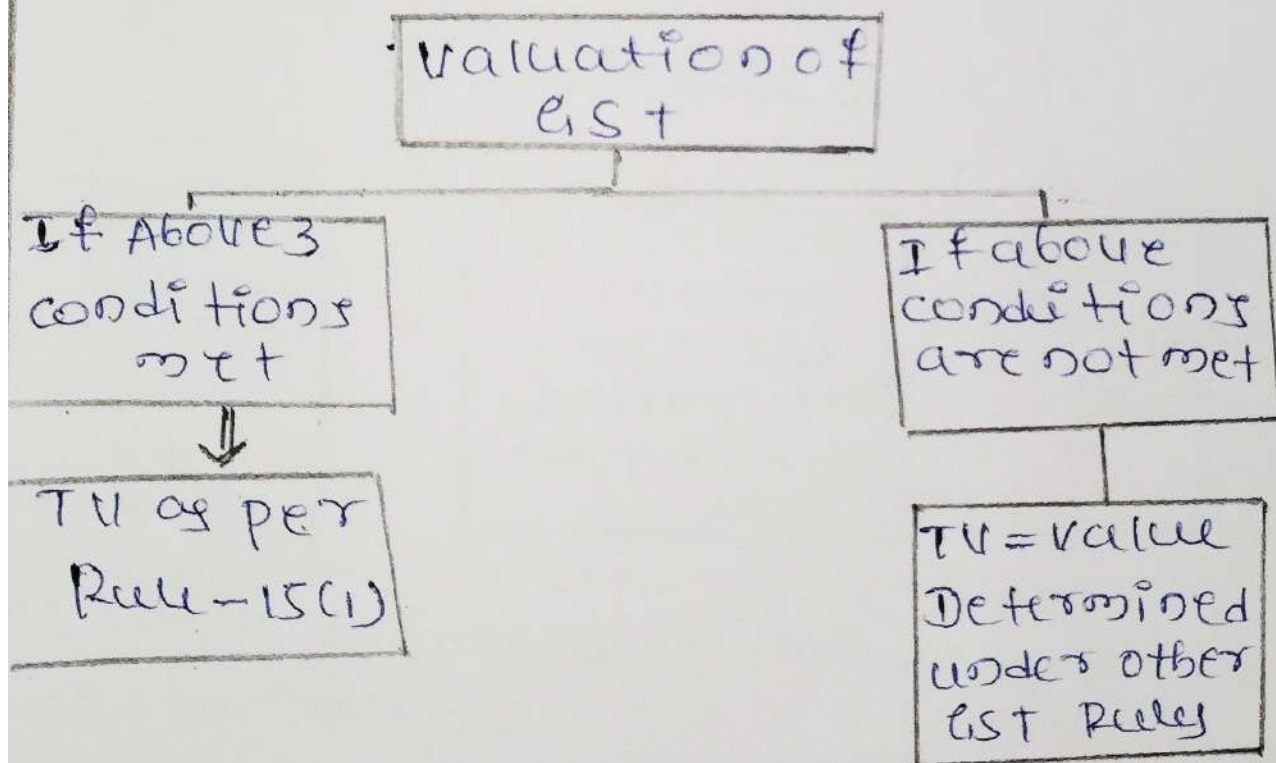 Valuation of
GST
If Above 3
conditions
met
TV as per
Rule-15(1)
If above
conditions
are not met
TV = Value
Determined
under other
GST Rules